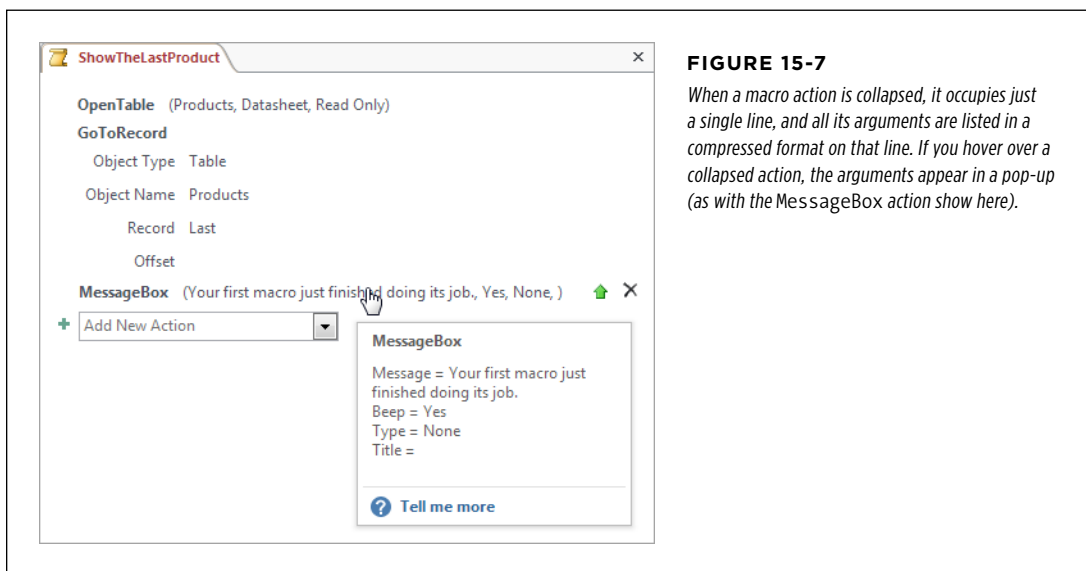 ShowTheLastProduct
OpenTable (Products, Datasheet, Read Only)
GoToRecord
Object Type Table
Object Name Products
Record Last
Offset
MessageBox (Your first macro just finished doing its job., Yes, None, )
Add New Action
MessageBox
Message = Your first macro just
finished doing its job.
Beep = Yes
Type = None
Title =
Tell me more
FIGURE 15-7
When a macro action is collapsed, it occupies just
a single line, and all its arguments are listed in a
compressed format on that line. If you hover over a
collapsed action, the arguments appear in a pop-up
(as with the MessageBox action show here).